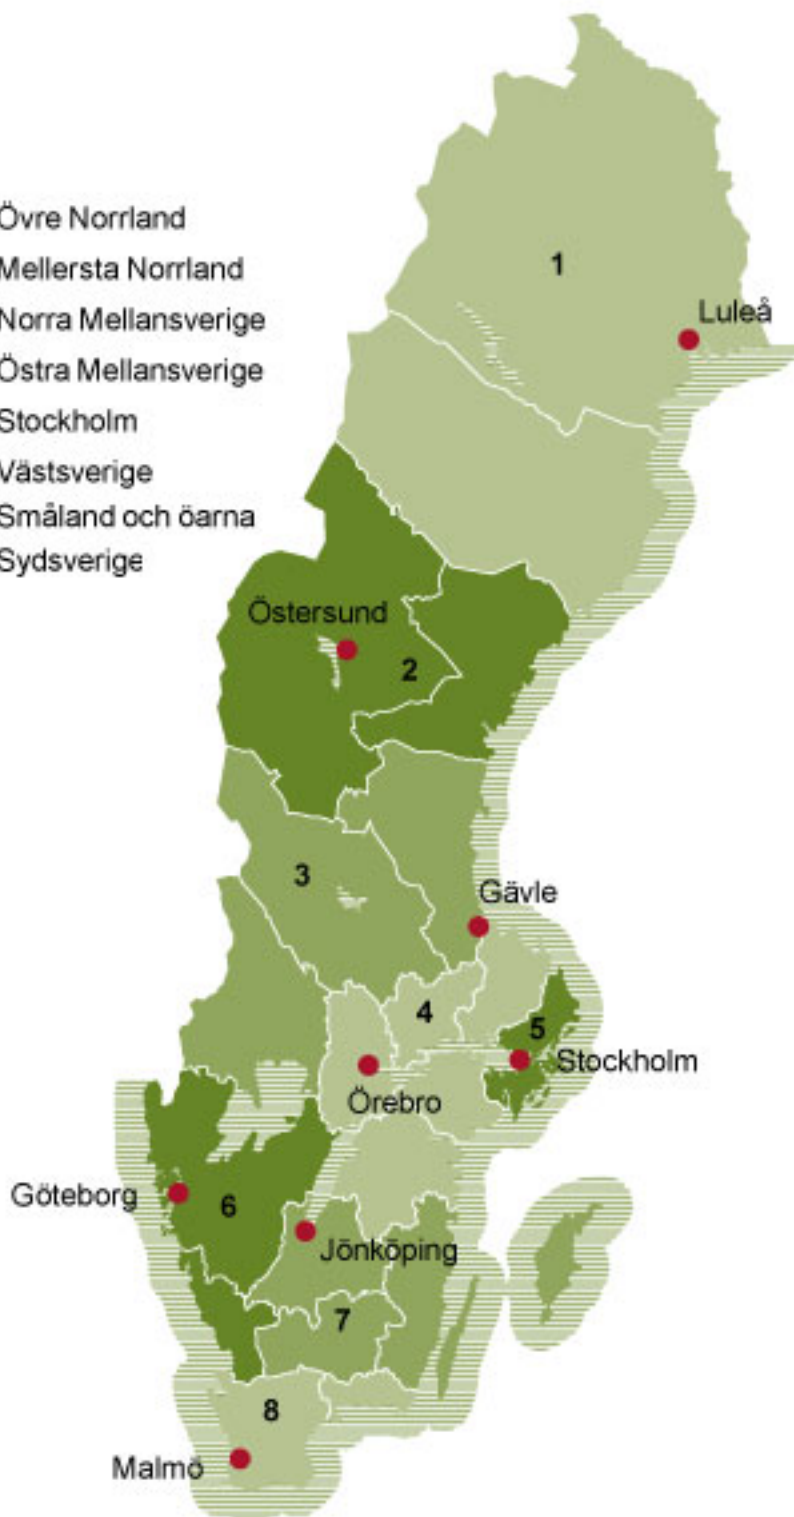 Övre Norrland
Mellersta Norrland
Norra Mellansverige
Östra Mellansverige
Stockholm
Västsverige
Småland och öarna
Sydsverige
1
Luleå
Östersund
2
3
Gävle
4
5
Stockholm
Örebro
Göteborg
6
Jönköping
7
8
Malmö